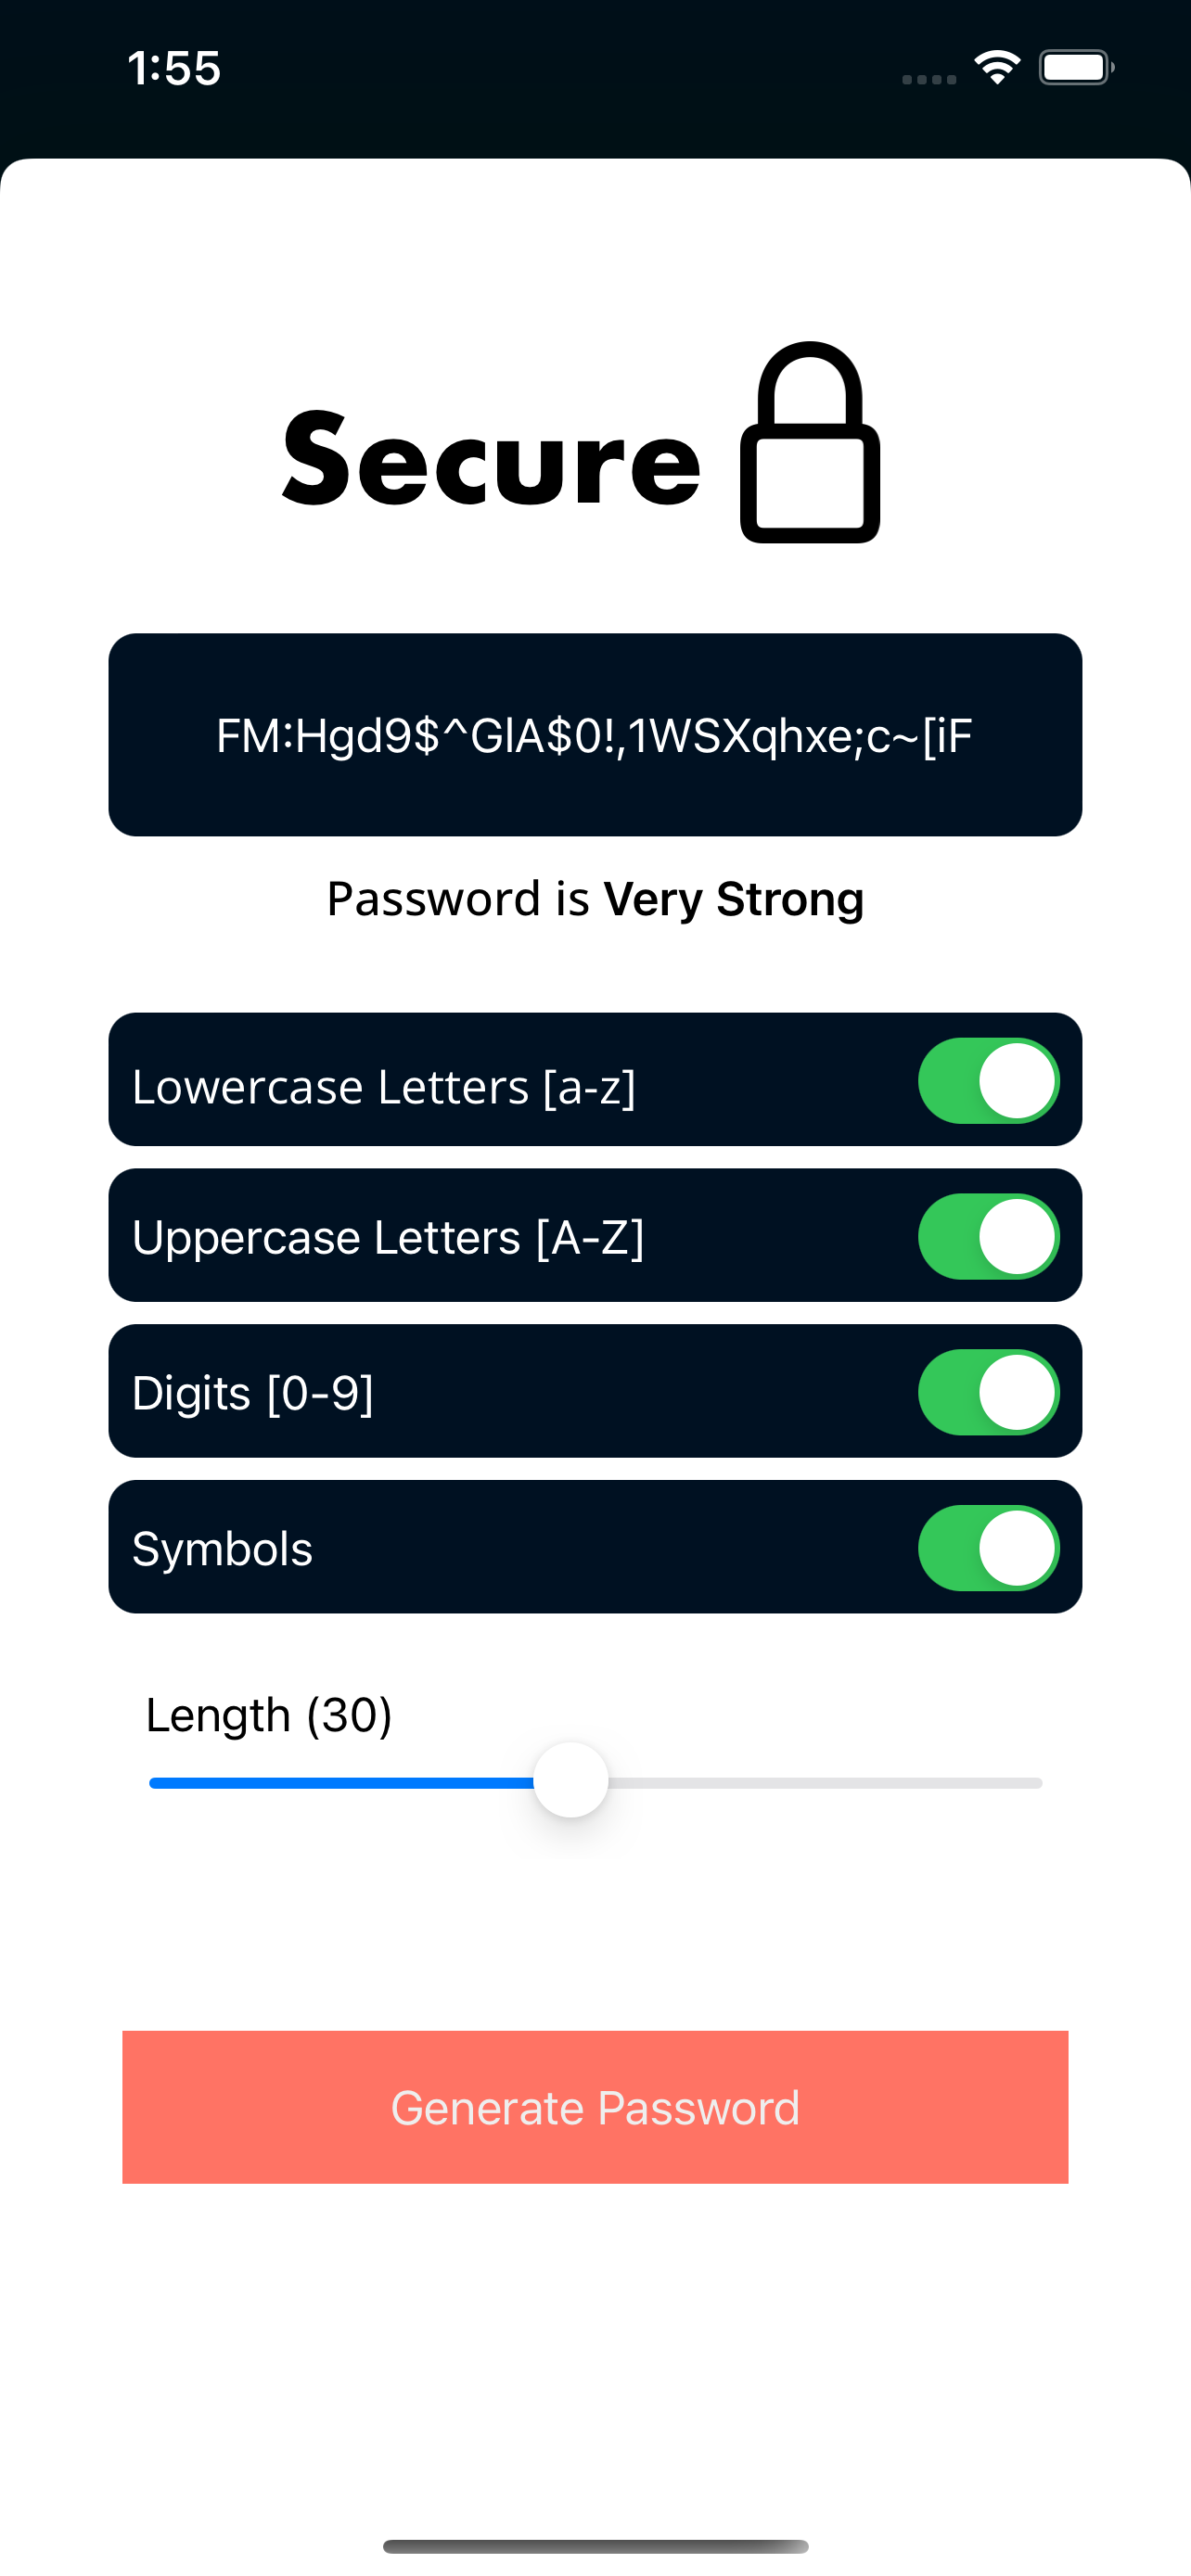 1:55
Secure
FM:Hgd9$^GlA$0!,1WSXqhxe;c~[iF
Password is Very Strong
Lowercase Letters [a-z]
Uppercase Letters [A-Z]
Digits [0-9]
Symbols
Length (30)
Generate Password